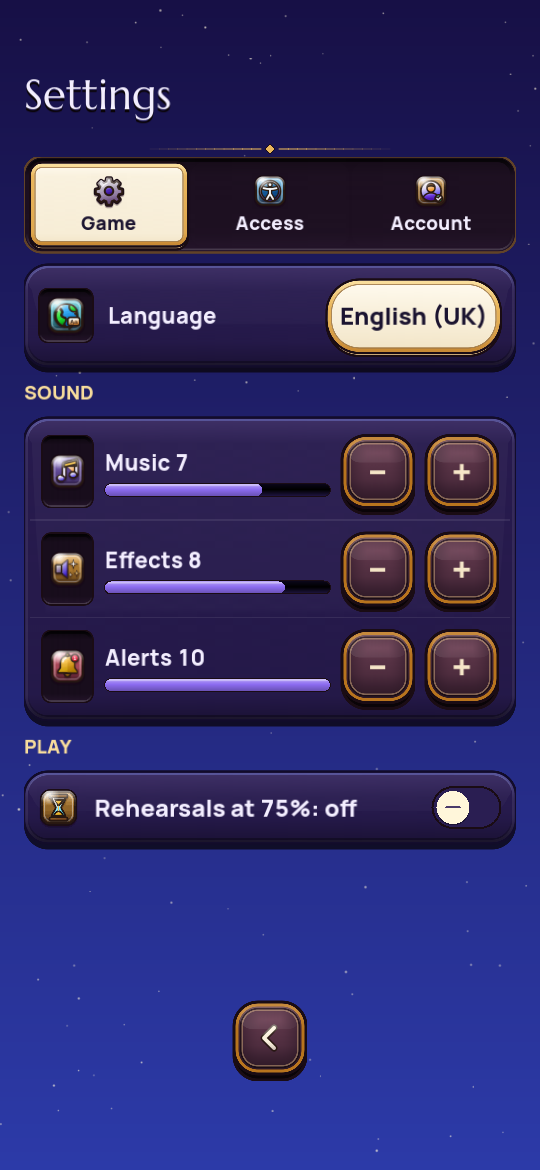 Settings
Game
Access
Account
Language
English (UK)
SOUND
Music 7
Effects 8
Alerts 10
PLAY
Rehearsals at 75%: off